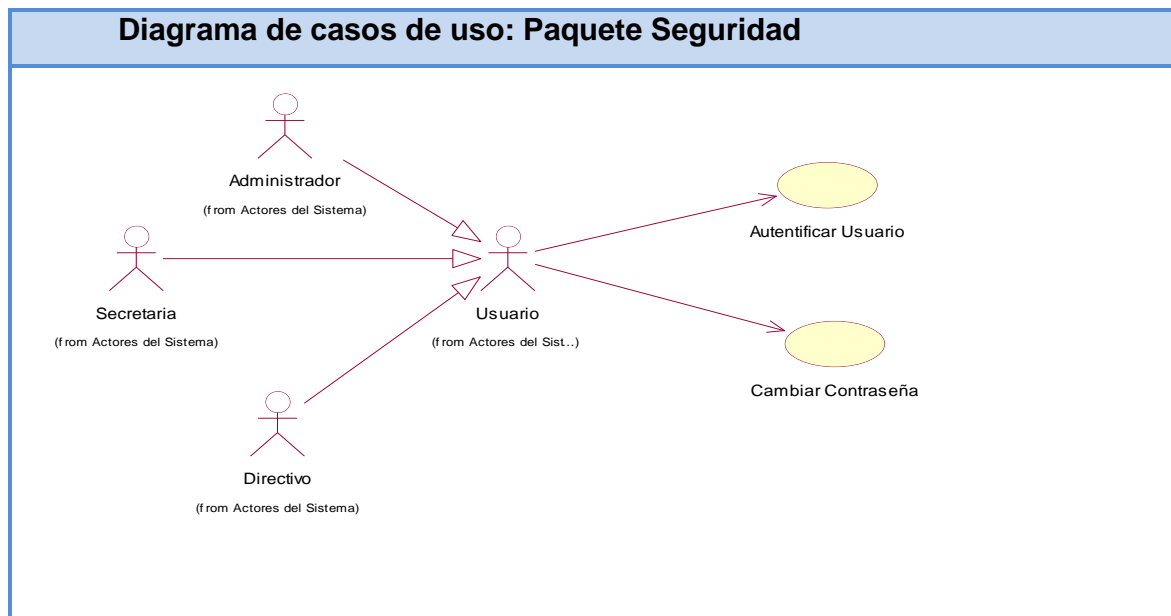 Diagrama de casos de uso: Paquete Seguridad
Administrador
(from Actores del Sistema)
Autentificar Usuario
Secretaria
(from Actores del Sistema)
Usuario
(from Actores del Sist...)
Cambiar Contraseña
Directivo
(from Actores del Sistema)